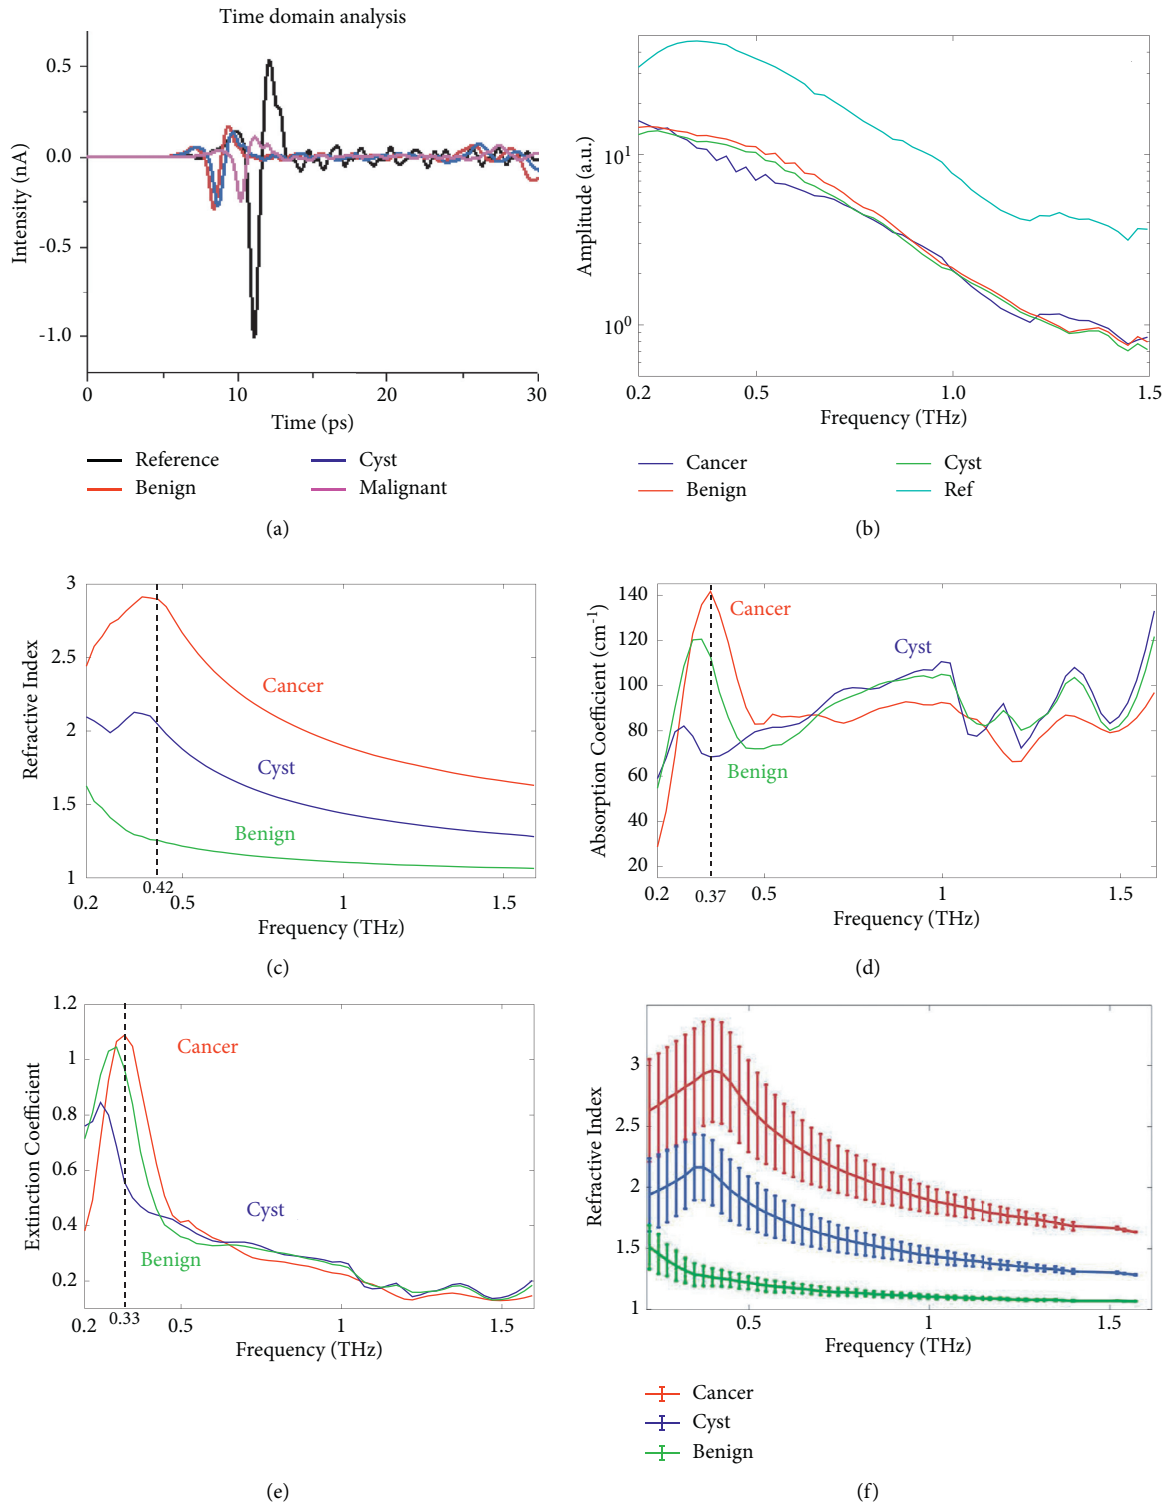 Time domain analysis
0.5
0.0
-0.5
-1.0
Intensity (nA)
0
10
20
30
Time (ps)
Reference
Cyst
Benign
Malignant
(a)
10¹
10⁰
Amplitude (a.u.)
0.2
0.5
1.0
1.5
Frequency (THz)
Cancer
Cyst
Benign
Ref
(b)
3
2.5
2
1.5
1
Refractive Index
Cancer
Cyst
Benign
0.42
0.2
0.5
1
1.5
Frequency (THz)
(c)
140
120
100
80
60
40
15
Absorption Coefficient (cm⁻¹)
Cancer
Cyst
Benign
0.2
0.37
0.5
1
1.5
Frequency (THz)
(d)
1.2
1
0.8
0.6
0.4
0.2
Extinction Coefficient
Cancer
Cyst
Benign
0.2
0.33
0.5
1
1.5
Frequency (THz)
(e)
3
2.5
2
1.5
1
Refractive Index
0.5
1
1.5
Frequency (THz)
Cancer
Cyst
Benign
(f)